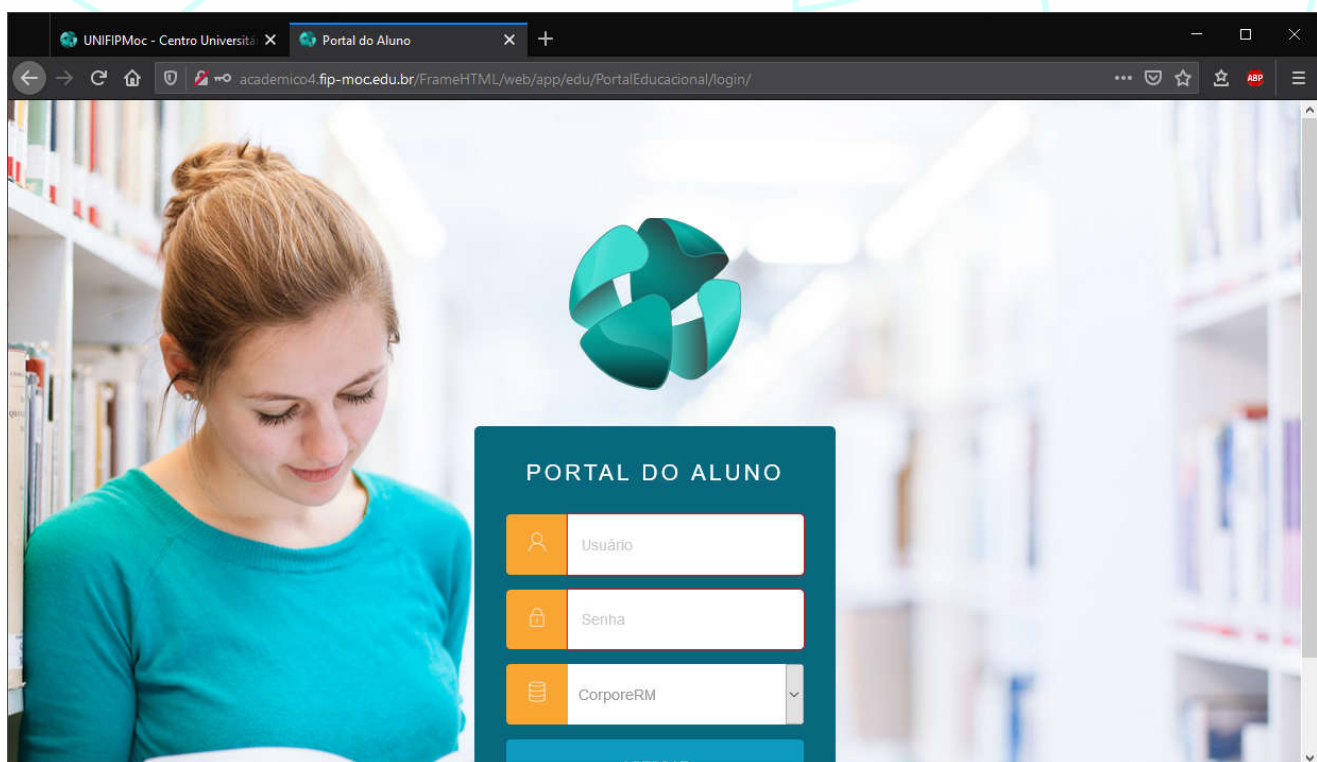 UNIFIPMoc - Centro Universitá
Portal do Aluno
academico4.fip-moc.edu.br/FrameHTML/web/app/edu/PortalEducacional/login/
ABP
PORTAL DO ALUNO
Usuário
Senha
CorporeRM